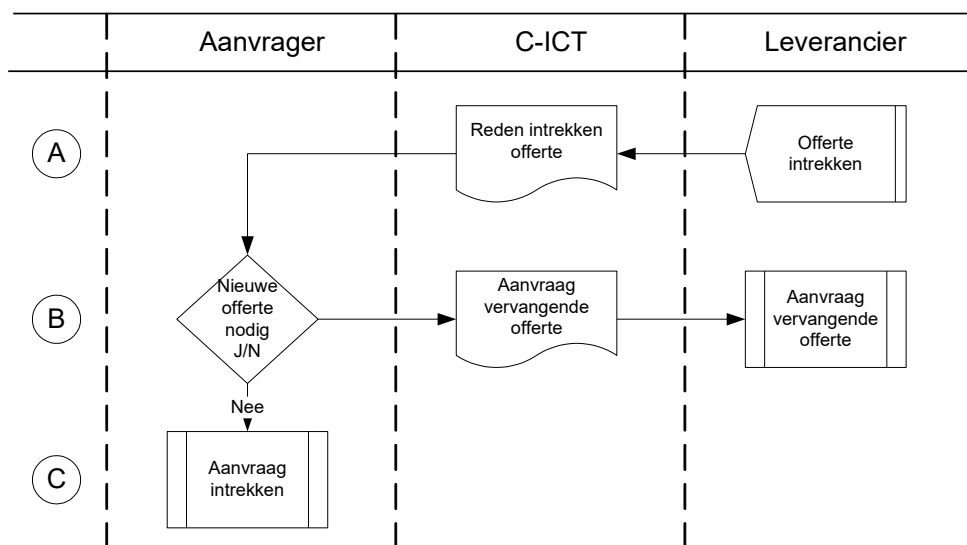 Aanvrager
C-ICT
Leverancier
A
Reden intrekken
offerte
Offerte
intrekken
B
Nieuwe
offerte
nodig
J/N
Aanvraag
vervangende
offerte
Aanvraag
vervangende
offerte
Nee
C
Aanvraag
intrekken